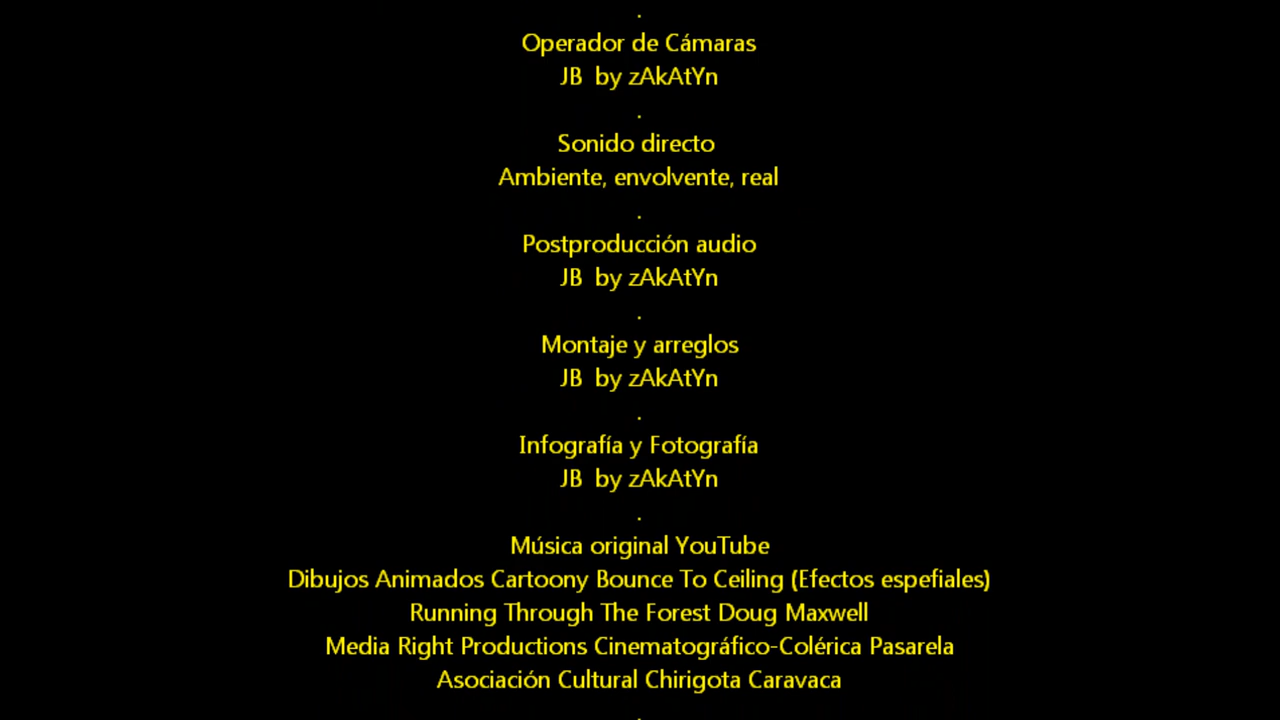 .
Operador de Cámaras
JB by zAkAtYn
.
Sonido directo
Ambiente, envolvente, real
.
Postproducción audio
JB by zAkAtYn
.
Montaje y arreglos
JB by zAkAtYn
.
Infografía y Fotografía
JB by zAkAtYn
.
Música original YouTube
Dibujos Animados Cartoony Bounce To Ceiling (Efectos espefiales)
Running Through The Forest Doug Maxwell
Media Right Productions Cinematográfico-Colérica Pasarela
Asociación Cultural Chirigota Caravaca
.